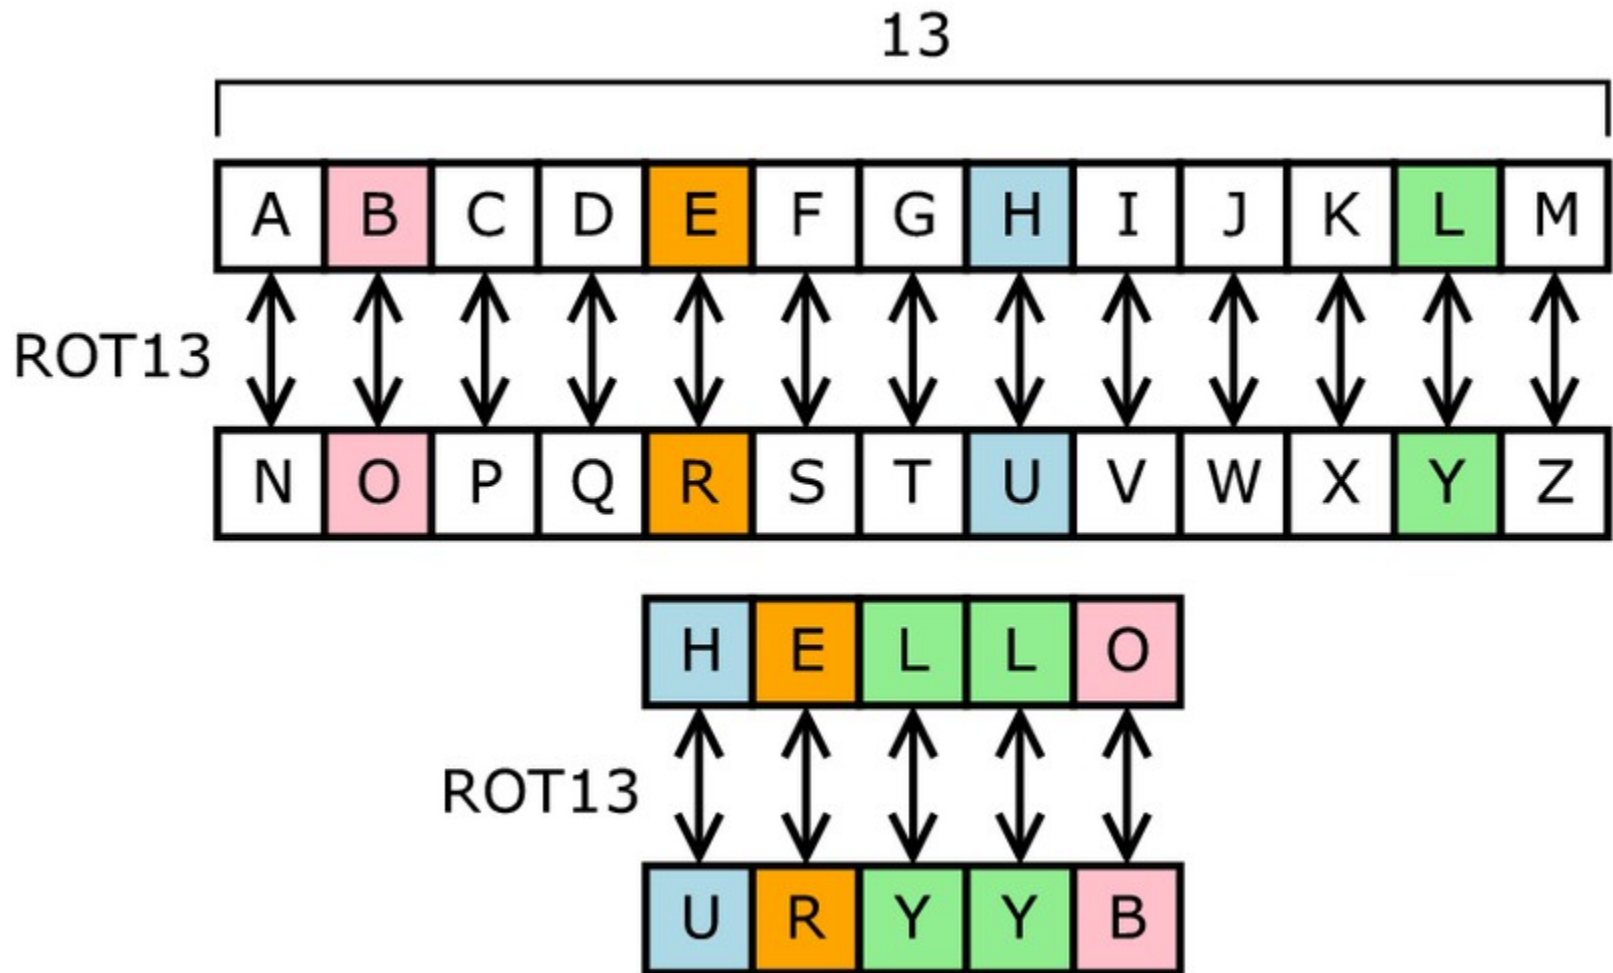 13
A B C D E F G H I J K L M
ROT13
N O P Q R S T U V W X Y Z
H E L L O
ROT13
U R Y Y B